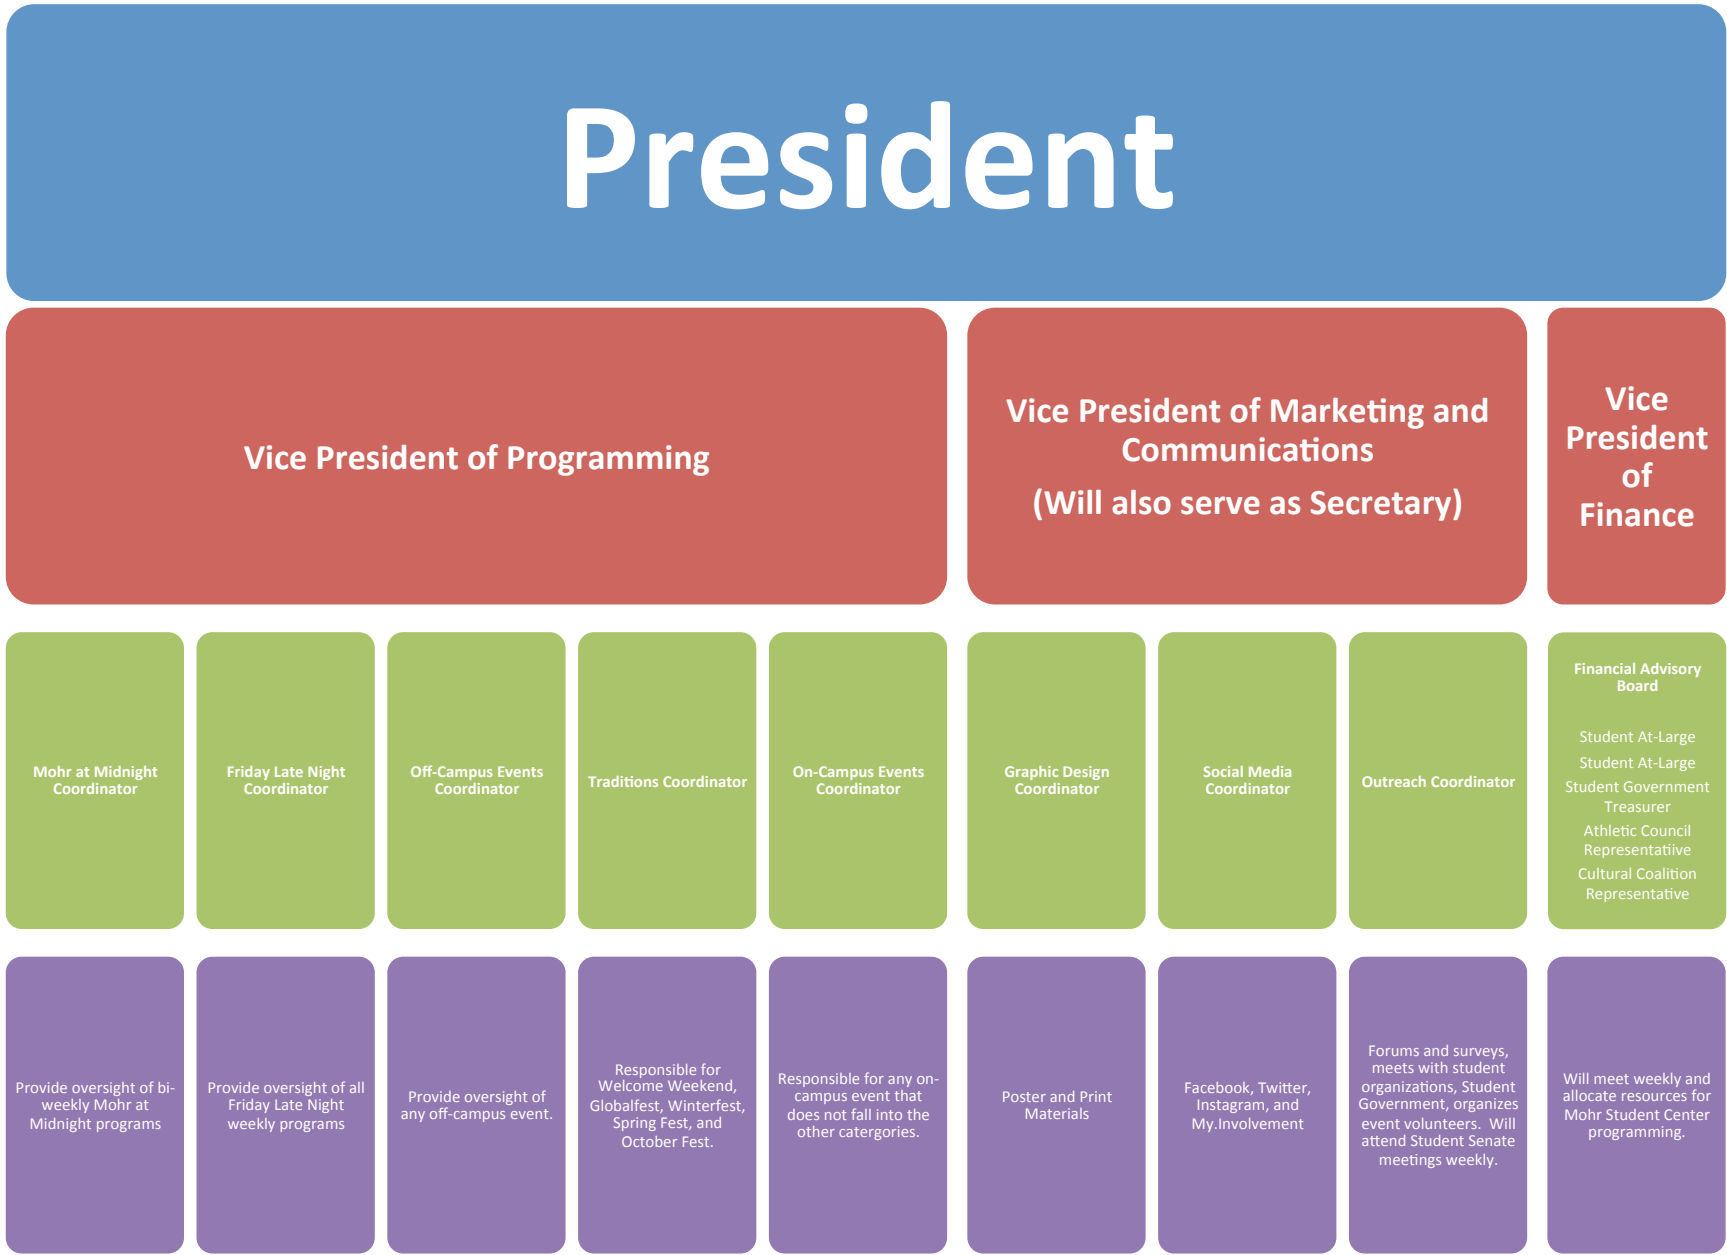 President
Vice President of Programming
Vice President of Marketing and
Communications
(Will also serve as Secretary)
Vice
President
of
Finance
Mohr at Midnight
Coordinator
Friday Late Night
Coordinator
Off-Campus Events
Coordinator
Traditions Coordinator
On-Campus Events
Coordinator
Graphic Design
Coordinator
Social Media
Coordinator
Outreach Coordinator
Financial Advisory
Board
Student At-Large
Student At-Large
Student Government
Treasurer
Athletic Council
Representatiive
Cultural Coalition
Representative
Provide oversight of bi-
weekly Mohr at
Midnight programs
Provide oversight of all
Friday Late Night
weekly programs
Provide oversight of
any off-campus event.
Responsible for
Welcome Weekend,
Globalfest, Winterfest,
Spring Fest, and
October Fest.
Responsible for any on-
campus event that
does not fall into the
other catergories.
Poster and Print
Materials
Facebook, Twitter,
Instagram, and
My.Involvement
Forums and surveys,
meets with student
organizations, Student
Government, organizes
event volunteers.  Will
attend Student Senate
meetings weekly.
Will meet weekly and
allocate resources for
Mohr Student Center
programming.